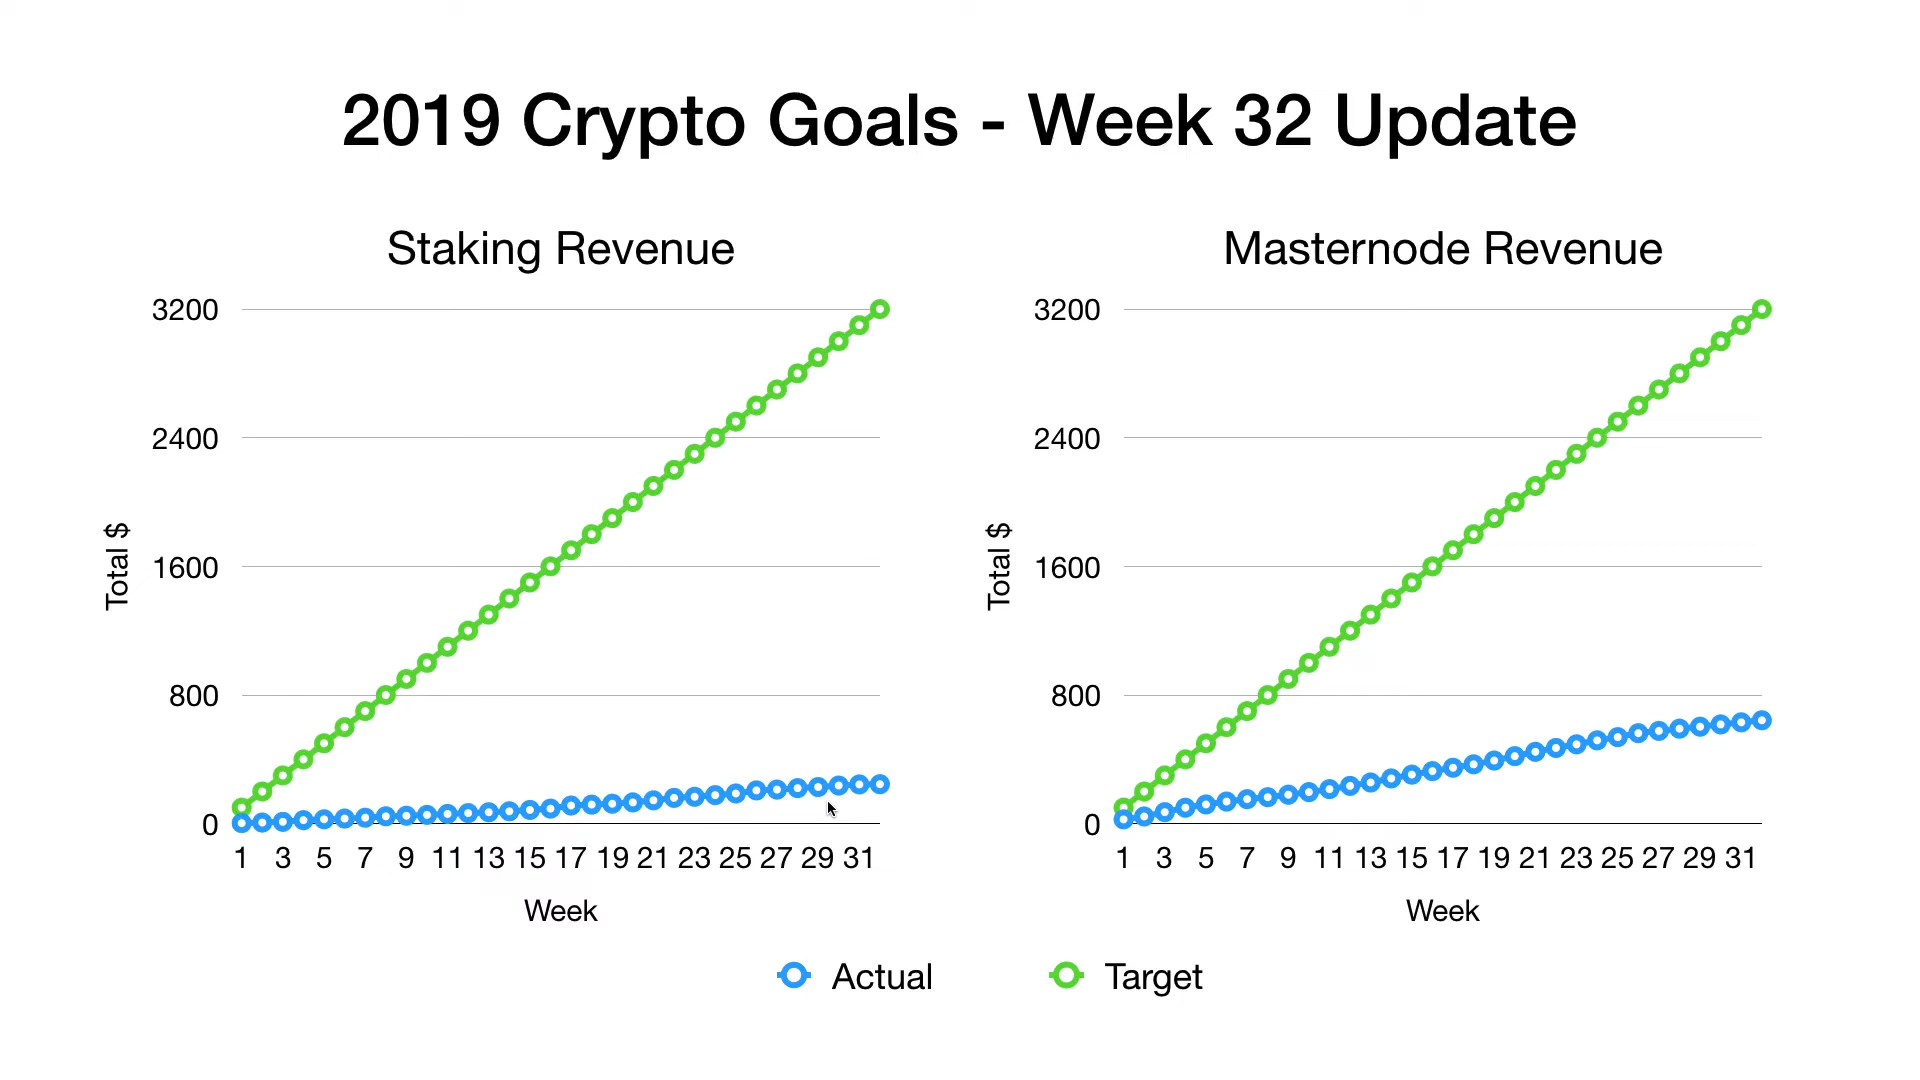 2019 Crypto Goals - Week 32 Update
Staking Revenue
3200
2400
1600
800
0
Total $
1 3 5 7 9 11 13 15 17 19 21 23 25 27 29 31
Week
Masternode Revenue
3200
2400
1600
800
0
Total $
1 3 5 7 9 11 13 15 17 19 21 23 25 27 29 31
Week
Actual
Target